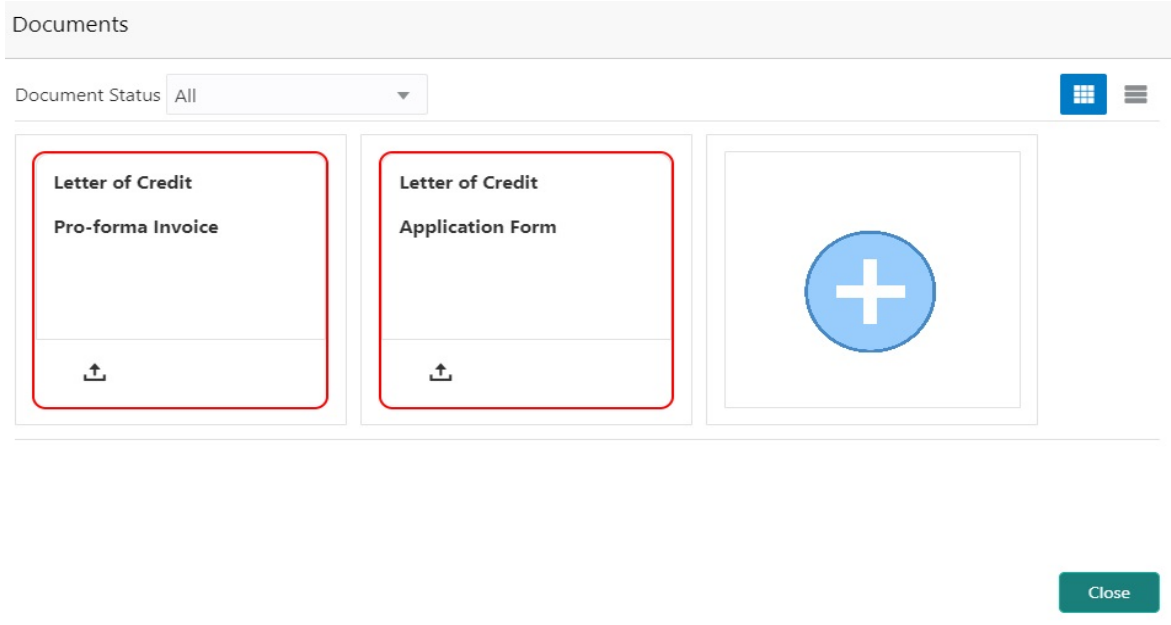 Documents
Document Status All
Letter of Credit
Pro-forma Invoice
Letter of Credit
Application Form
Close